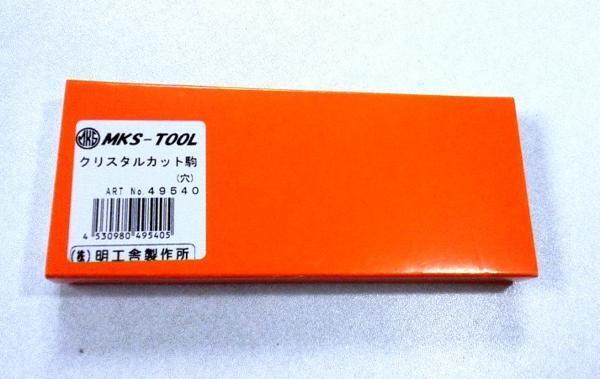 MKS MKS-TOOL
クリスタルカット駒
(穴)
ART No. 49540
4 530980 495405
(株)明工舎製作所